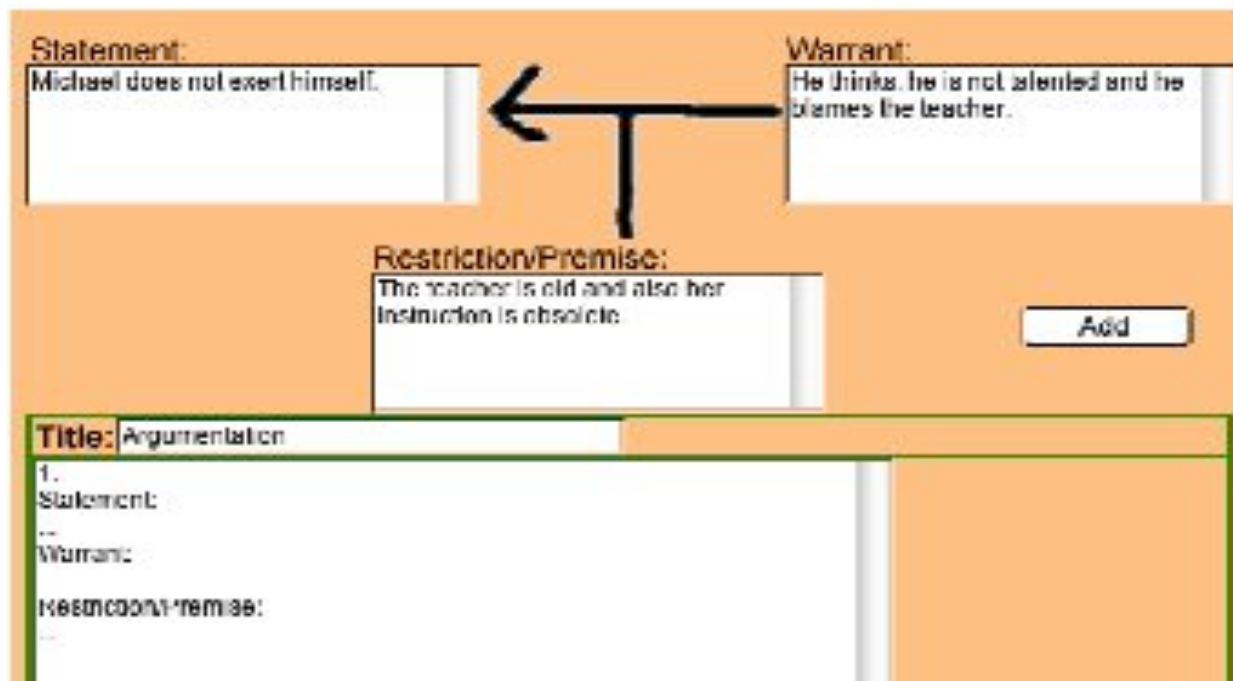 Statement:
Michael does not exert himself.
Warrant:
He thinks, he is not talented and he
blames the teacher.
Restriction/Premise:
The teacher is old and also her
instruction is obsolete.
Add
Title: Argumentation
1.
Statement:
...
Warrant:
Restriction/Premise:
...